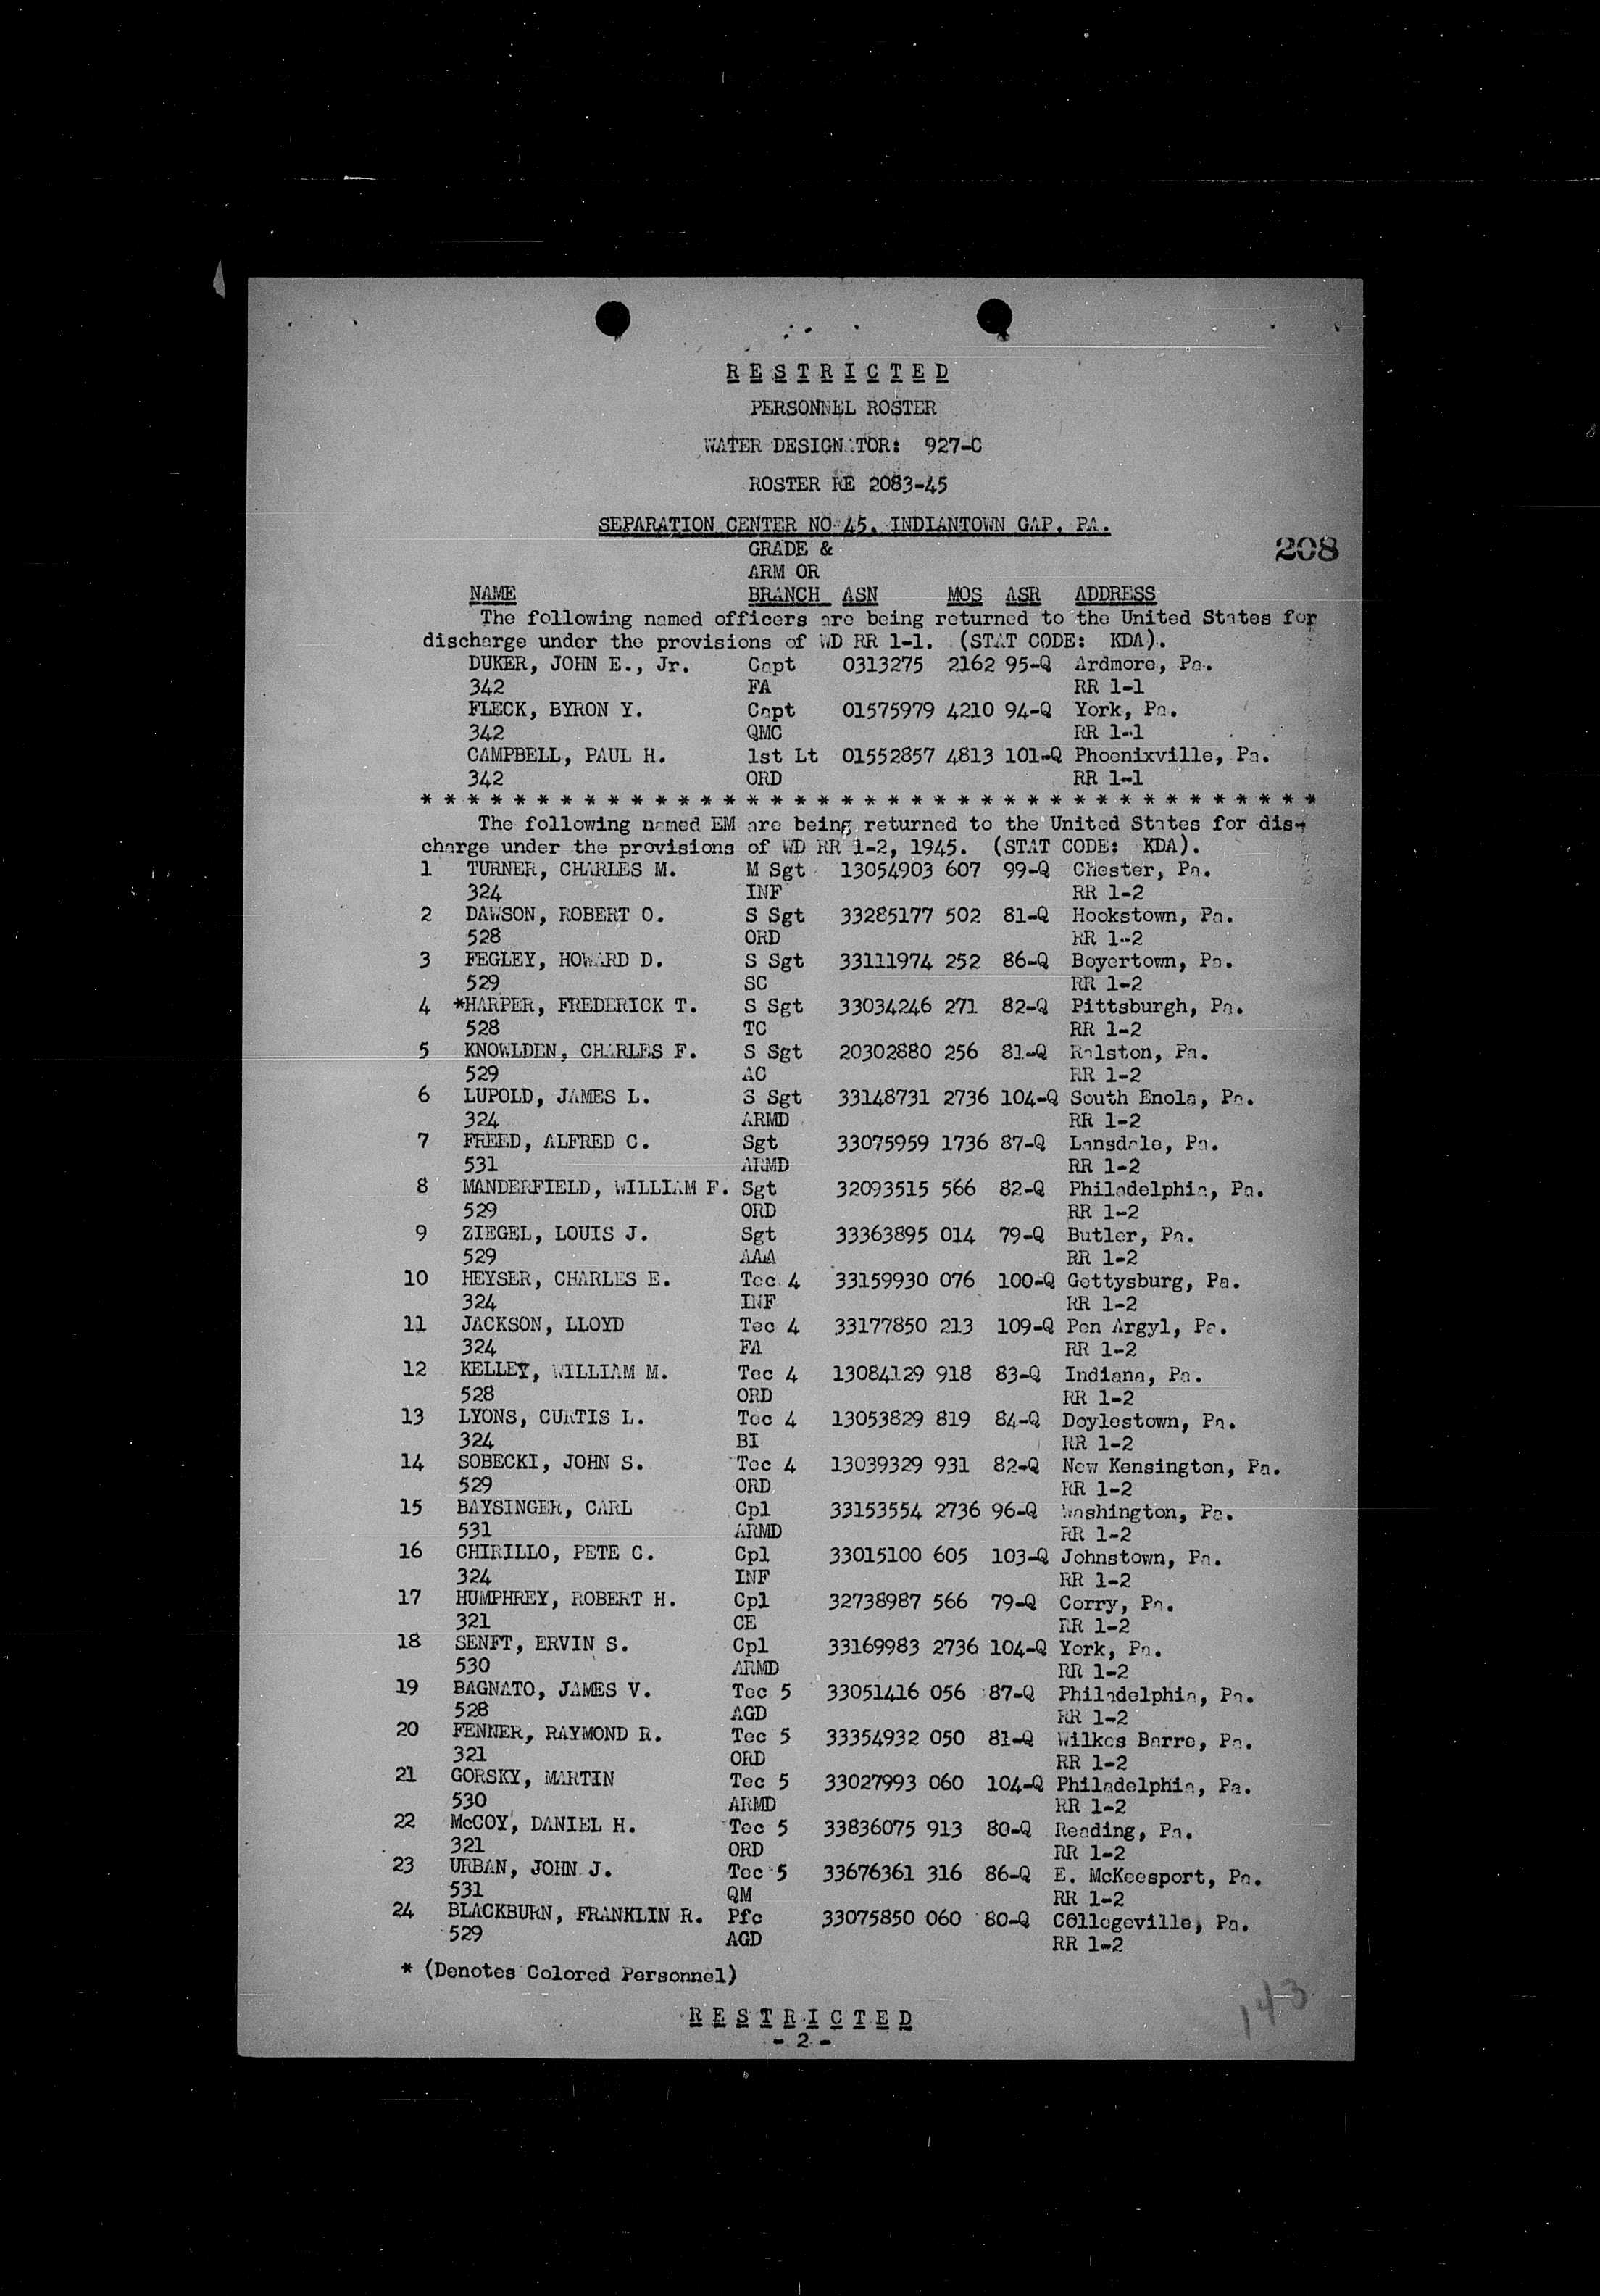 RESTRICTED
PERSONNEL ROSTER
WATER DESIGNATOR: 927-C
ROSTER RE 2083-45
SEPARATION CENTER NO 45, INDIANTOWN GAP, PA.
208
GRADE &
ARM OR
NAME BRANCH ASN MOS ASR ADDRESS
The following named officers are being returned to the United States for
discharge under the provisions of WD RR 1-1. (STAT CODE: KDA).
DUKER, JOHN E., Jr. Capt 0313275 2162 95-Q Ardmore, Pa.
342 FA RR 1-1
FLECK, BYRON Y. Capt 01575979 4210 94-Q York, Pa.
342 QMC RR 1-1
CAMPBELL, PAUL H. 1st Lt 01552857 4813 101-Q Phoenixville, Pa.
342 ORD RR 1-1
* * * * * * * * * * * * * * * * * * * * * * * * * * * * * * * * * * * * * * *
The following named EM are being returned to the United States for dis-
charge under the provisions of WD RR 1-2, 1945. (STAT CODE: KDA).
1 TURNER, CHARLES M. M Sgt 13054903 607 99-Q Chester, Pa.
324 INF RR 1-2
2 DAWSON, ROBERT O. S Sgt 33285177 502 81-Q Hookstown, Pa.
528 ORD RR 1-2
3 FEGLEY, HOWARD D. S Sgt 33111974 252 86-Q Boyertown, Pa.
529 SC RR 1-2
4 *HARPER, FREDERICK T. S Sgt 33034246 271 82-Q Pittsburgh, Pa.
528 TC RR 1-2
5 KNOWLDEN, CHARLES F. S Sgt 20302880 256 81-Q Ralston, Pa.
529 AC RR 1-2
6 LUPOLD, JAMES L. S Sgt 33148731 2736 104-Q South Enola, Pa.
324 ARMD RR 1-2
7 FREED, ALFRED C. Sgt 33075959 1736 87-Q Lansdale, Pa.
531 ARMD RR 1-2
8 MANDERFIELD, WILLIAM F. Sgt 32093515 566 82-Q Philadelphia, Pa.
529 ORD RR 1-2
9 ZIEGEL, LOUIS J. Sgt 33363895 014 79-Q Butler, Pa.
529 AAA RR 1-2
10 HEYSER, CHARLES E. Tec 4 33159930 076 100-Q Gettysburg, Pa.
324 INF RR 1-2
11 JACKSON, LLOYD Tec 4 33177850 213 109-Q Pen Argyl, Pa.
324 FA RR 1-2
12 KELLEY, WILLIAM M. Tec 4 13084129 918 83-Q Indiana, Pa.
528 ORD RR 1-2
13 LYONS, CURTIS L. Tec 4 13053829 819 84-Q Doylestown, Pa.
324 BI RR 1-2
14 SOBECKI, JOHN S. Tec 4 13039329 931 82-Q New Kensington, Pa.
529 ORD RR 1-2
15 BAYSINGER, CARL Cpl 33153554 2736 96-Q Washington, Pa.
531 ARMD RR 1-2
16 CHIRILLO, PETE C. Cpl 33015100 605 103-Q Johnstown, Pa.
324 INF RR 1-2
17 HUMPHREY, ROBERT H. Cpl 32738987 566 79-Q Corry, Pa.
321 CE RR 1-2
18 SENFT, ERVIN S. Cpl 33169983 2736 104-Q York, Pa.
530 ARMD RR 1-2
19 BAGNATO, JAMES V. Tec 5 33051416 056 87-Q Philadelphia, Pa.
528 AGD RR 1-2
20 FENNER, RAYMOND R. Tec 5 33354932 050 81-Q Wilkes Barre, Pa.
321 ORD RR 1-2
21 GORSKY, MARTIN Tec 5 33027993 060 104-Q Philadelphia, Pa.
530 ARMD RR 1-2
22 McCOY, DANIEL H. Tec 5 33836075 913 80-Q Reading, Pa.
321 ORD RR 1-2
23 URBAN, JOHN J. Tec 5 33676361 316 86-Q E. McKeesport, Pa.
531 QM RR 1-2
24 BLACKBURN, FRANKLIN R. Pfc 33075850 060 80-Q Collegeville, Pa.
529 AGD RR 1-2
* (Denotes Colored Personnel)
143
RESTRICTED
- 2 -